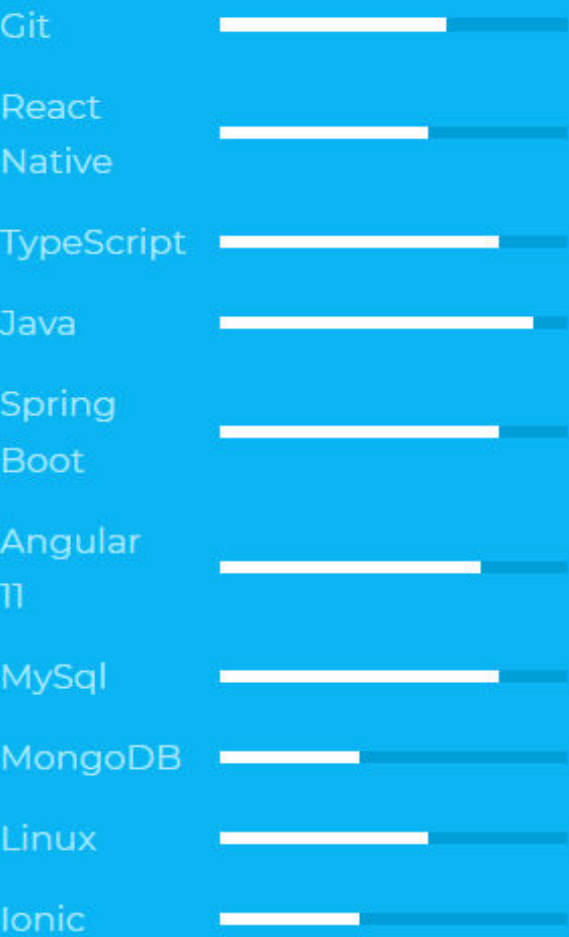 Git
React
Native
TypeScript
Java
Spring
Boot
Angular
11
MySql
MongoDB
Linux
Ionic